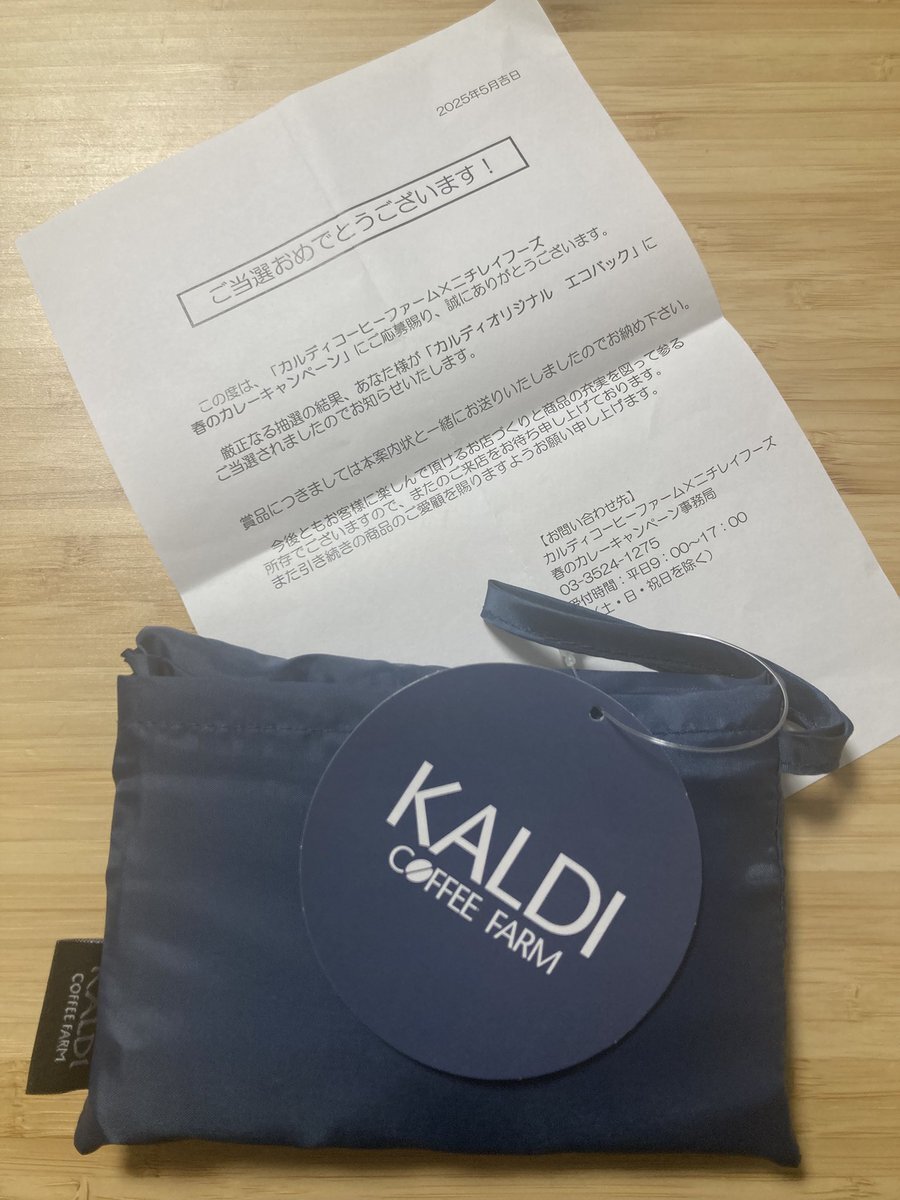 2025年5月吉日
ご当選おめでとうございます！
この度は、「カルディコーヒーファーム×ニチレイフーズ
春のカレーキャンペーン」にご応募賜り、誠にありがとうございます。
厳正なる抽選の結果、あなた様が「カルディオリジナル　エコバック」に
ご当選されましたのでお知らせいたします。
賞品につきましては本案内状と一緒にお送りいたしましたのでお納め下さい。
今後ともお客様に楽しんで頂けるお店づくりと商品の充実を図って参る
所存でございますので、またのご来店をお待ち申し上げております。
また引き続きの商品のご愛顧を賜りますようお願い申し上げます。
【お問い合わせ先】
カルディコーヒーファーム×ニチレイフーズ
春のカレーキャンペーン事務局
03-3524-1275
受付時間：平日9：00～17：00
（土・日・祝日を除く）
KALDI
COFFEE FARM
KALDI
COFFEE FARM